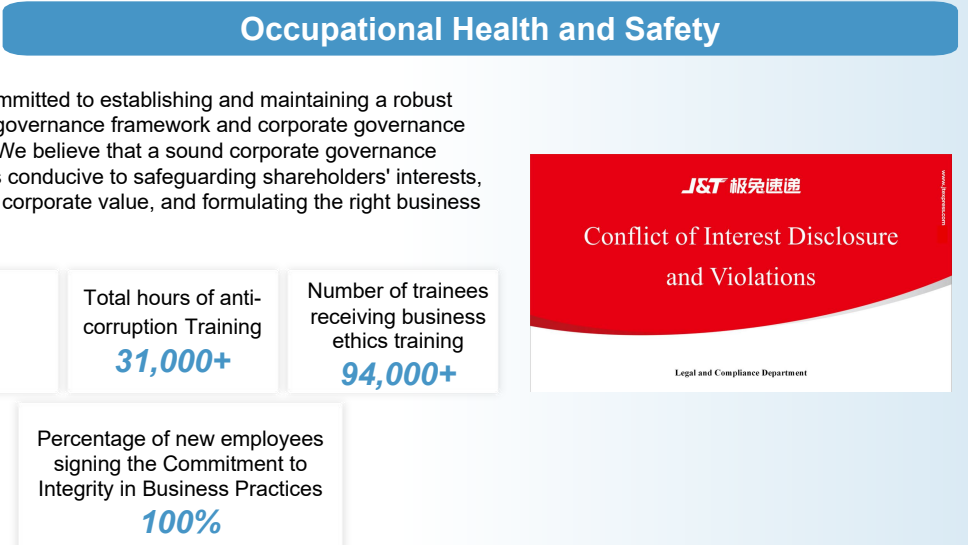 Occupational Health and Safety
mmitted to establishing and maintaining a robust
governance framework and corporate governance
We believe that a sound corporate governance
s conducive to safeguarding shareholders' interests,
corporate value, and formulating the right business
J&T 极兔速递
www.jtexpress.com
Conflict of Interest Disclosure
and Violations
Legal and Compliance Department
Total hours of anti-
corruption Training
31,000+
Number of trainees
receiving business
ethics training
94,000+
Percentage of new employees
signing the Commitment to
Integrity in Business Practices
100%